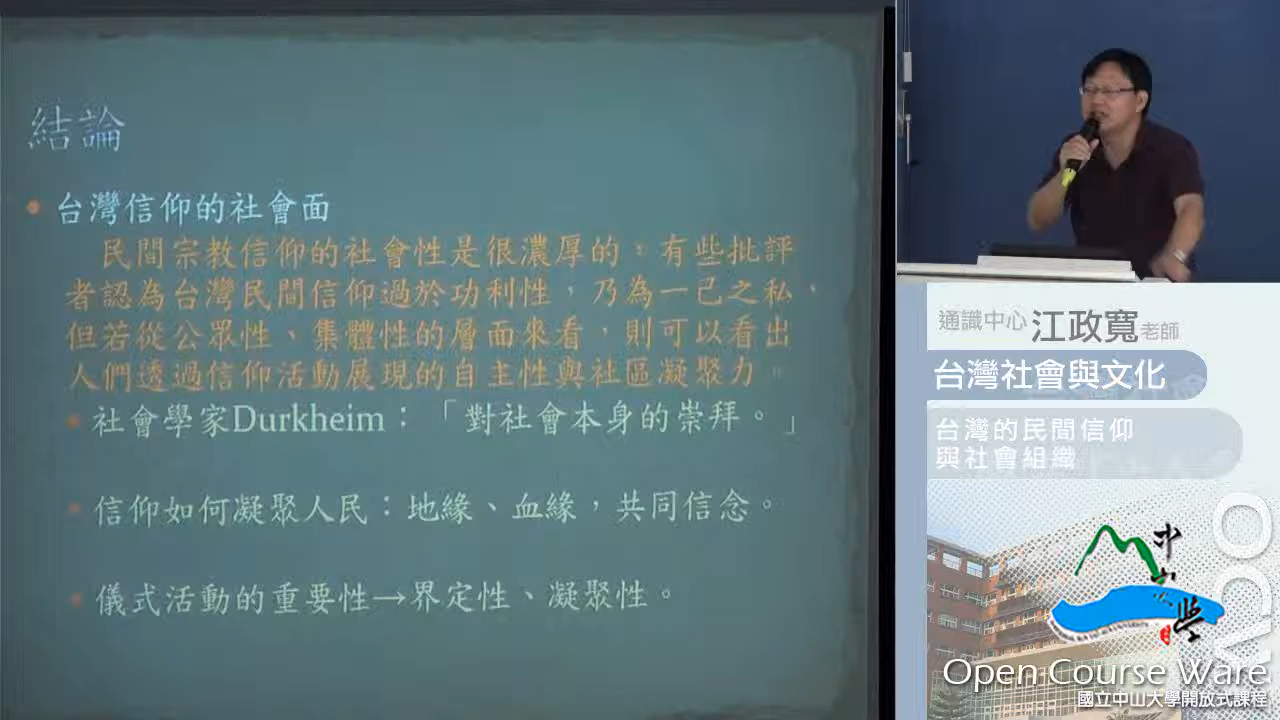 結論
台灣信仰的社會面
民間宗教信仰的社會性是很濃厚的。有些批評
者認為台灣民間信仰過於功利性，乃為一己之私，
但若從公眾性、集體性的層面來看，則可以看出
人們透過信仰活動展現的自主性與社區凝聚力。
社會學家Durkheim：「對社會本身的崇拜。」
信仰如何凝聚人民：地緣、血緣，共同信念。
儀式活動的重要性→界定性、凝聚性。
通識中心 江政寬 老師
台灣社會與文化
台灣的民間信仰
與社會組織
中山大學
Open Course Ware
國立中山大學開放式課程